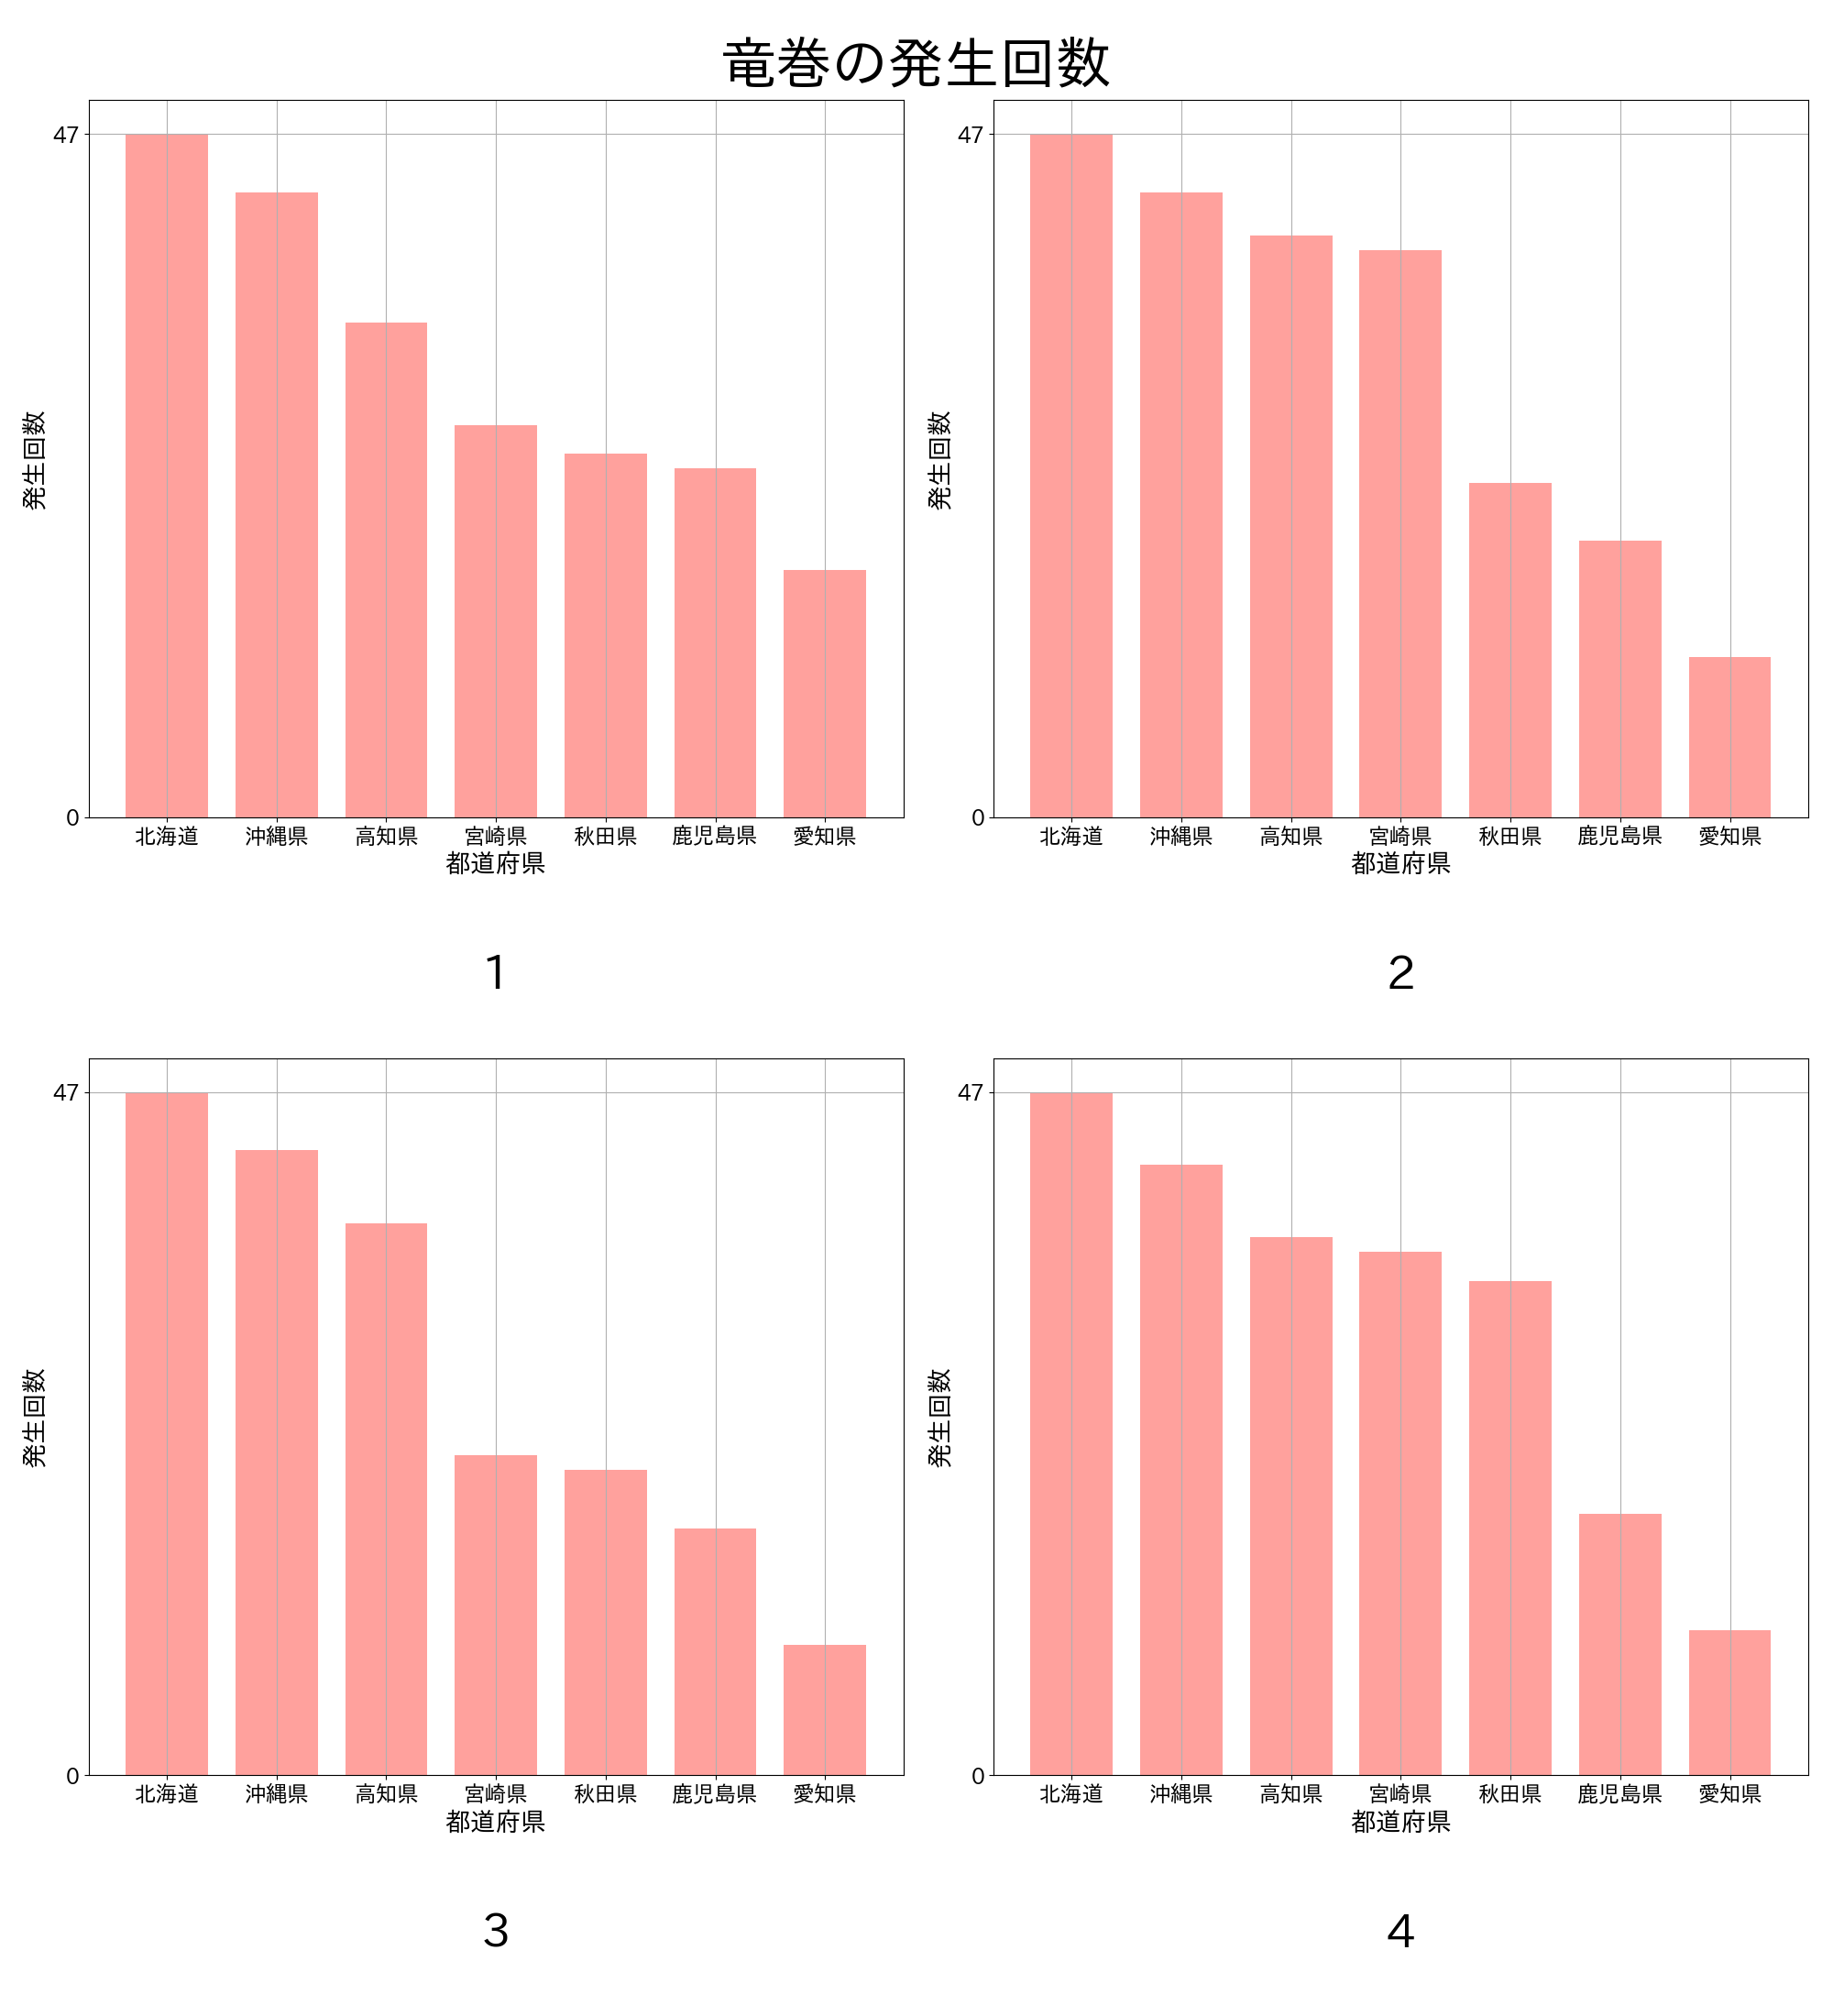 竜巻の発生回数
47
0
発生回数
北海道 沖縄県 高知県 宮崎県 秋田県 鹿児島県 愛知県
都道府県
1
47
0
発生回数
北海道 沖縄県 高知県 宮崎県 秋田県 鹿児島県 愛知県
都道府県
2
47
0
発生回数
北海道 沖縄県 高知県 宮崎県 秋田県 鹿児島県 愛知県
都道府県
3
47
0
発生回数
北海道 沖縄県 高知県 宮崎県 秋田県 鹿児島県 愛知県
都道府県
4